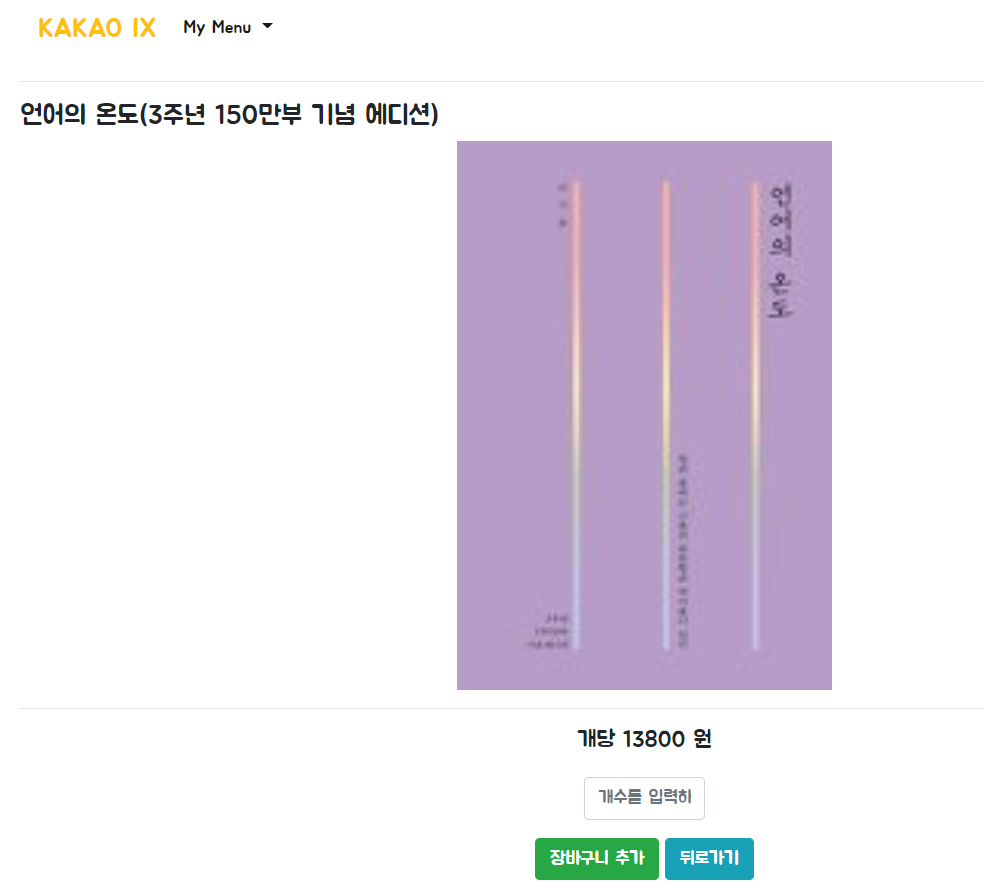 KAKAO IX My Menu
언어의 온도(3주년 150만부 기념 에디션)
언어의 온도
개당 13800 원
개수를 입력히
장바구니 추가 뒤로가기